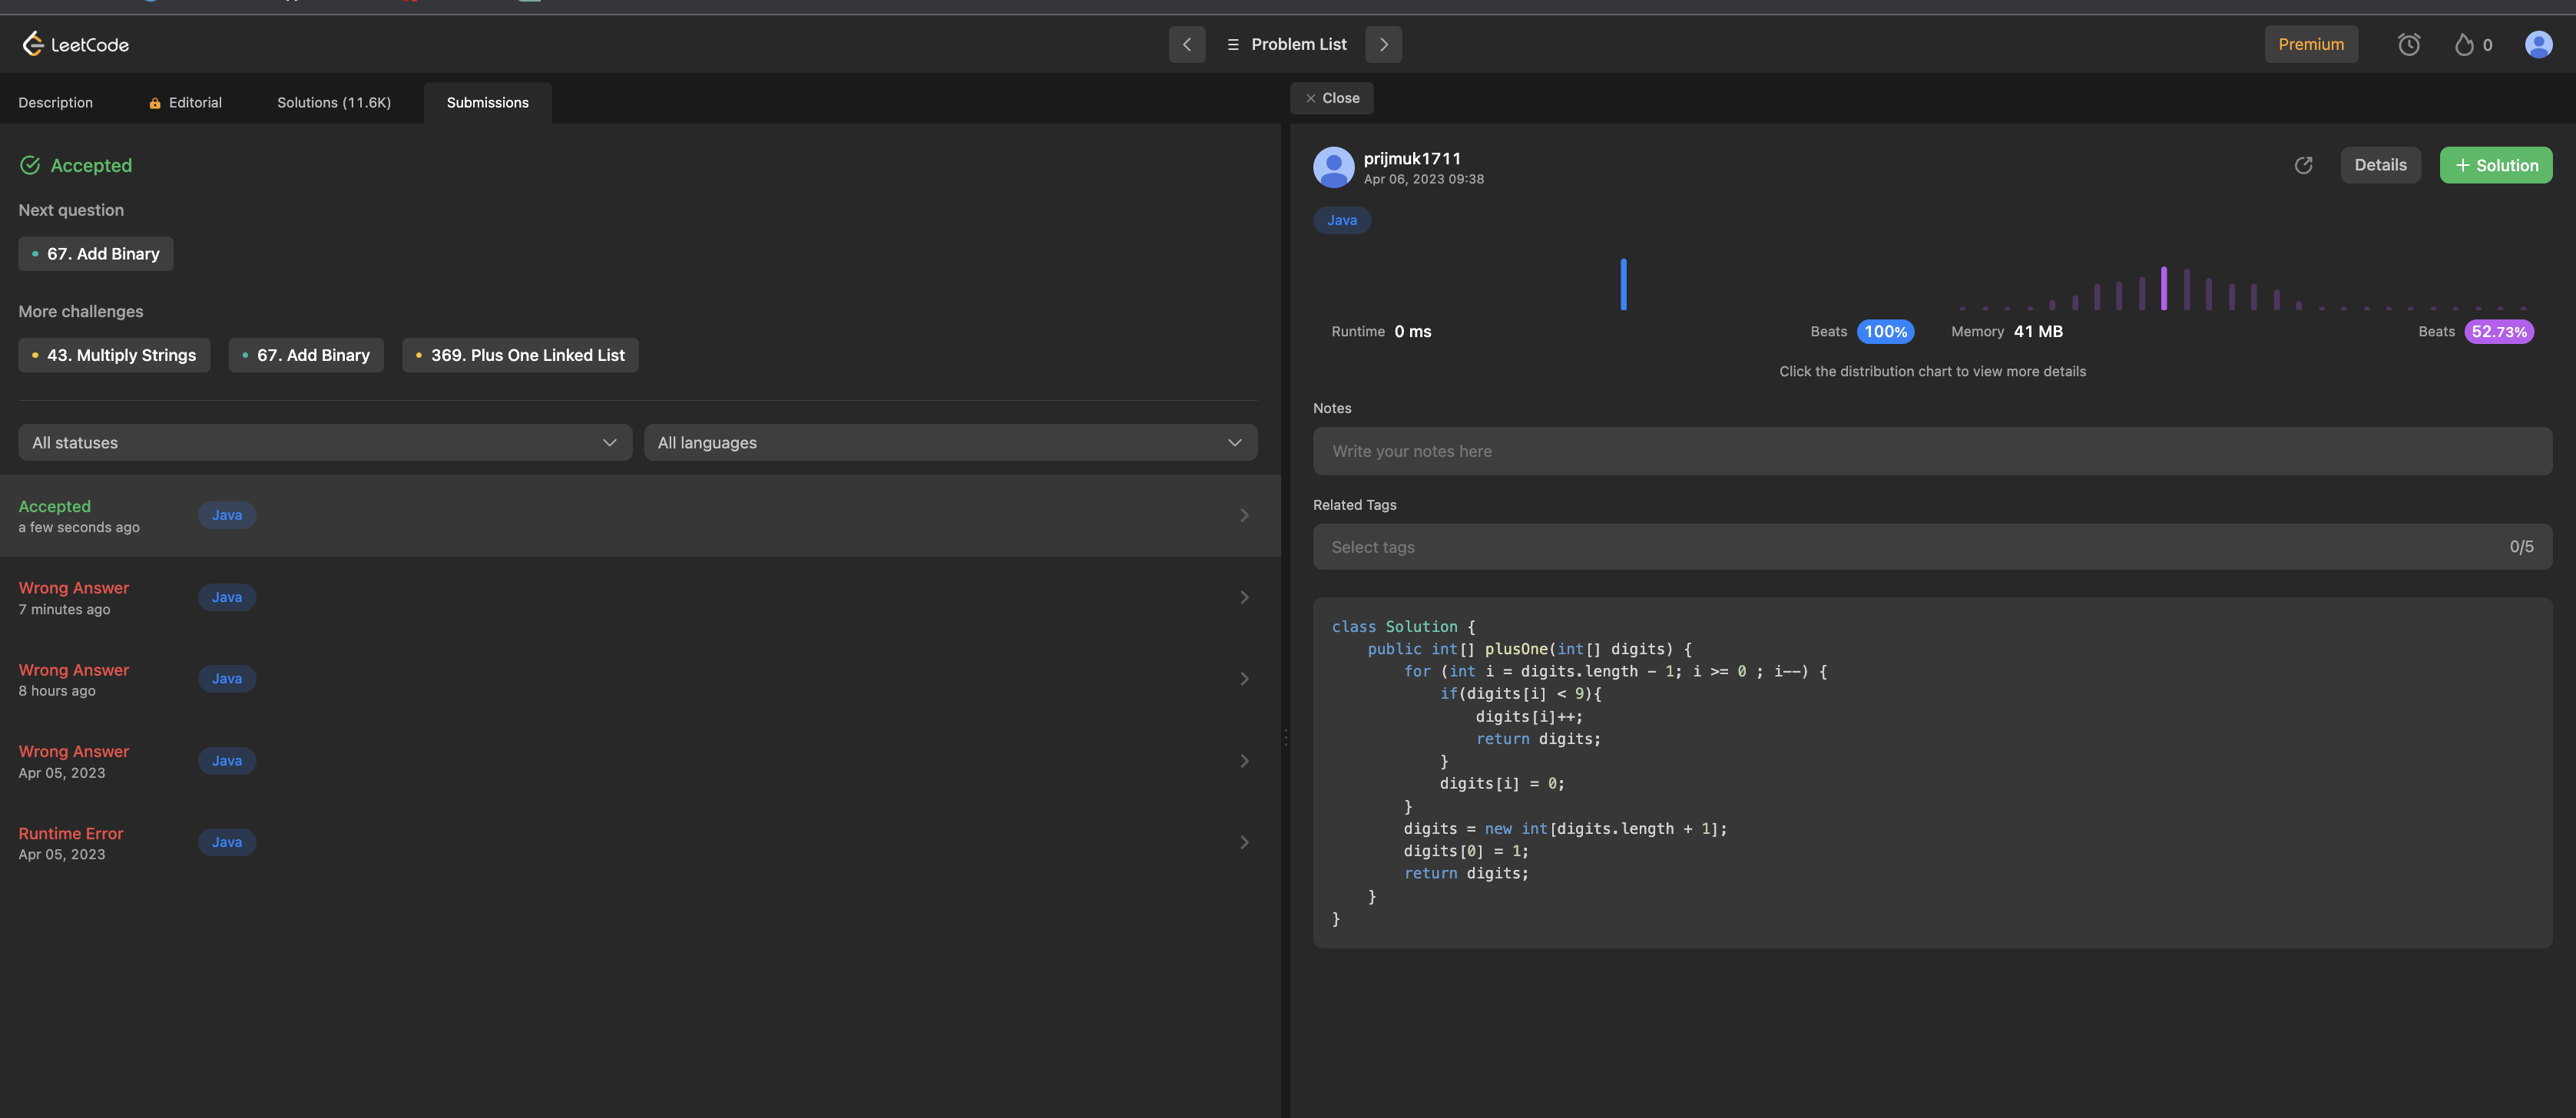 LeetCode
Problem List
Premium
0
Description
Editorial
Solutions (11.6K)
Submissions
Close
Accepted
Next question
67. Add Binary
More challenges
43. Multiply Strings
67. Add Binary
369. Plus One Linked List
All statuses
All languages
Accepted
a few seconds ago
Java
Wrong Answer
7 minutes ago
Java
Wrong Answer
8 hours ago
Java
Wrong Answer
Apr 05, 2023
Java
Runtime Error
Apr 05, 2023
Java
prijmuk1711
Apr 06, 2023 09:38
Details
+ Solution
Java
Runtime 0 ms
Beats 100%
Memory 41 MB
Beats 52.73%
Click the distribution chart to view more details
Notes
Write your notes here
Related Tags
Select tags
0/5
class Solution {
    public int[] plusOne(int[] digits) {
        for (int i = digits.length - 1; i >= 0 ; i--) {
            if(digits[i] < 9){
                digits[i]++;
                return digits;
            }
            digits[i] = 0;
        }
        digits = new int[digits.length + 1];
        digits[0] = 1;
        return digits;
    }
}